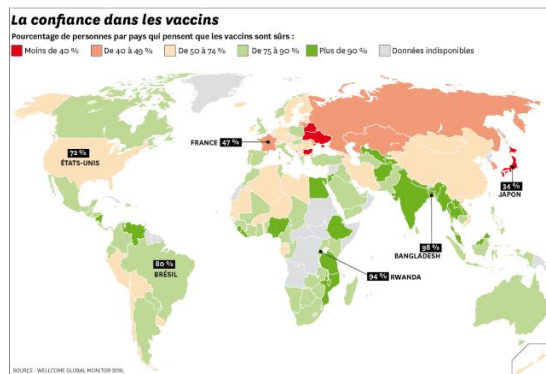 La confiance dans les vaccins
Pourcentage de personnes par pays qui pensent que les vaccins sont sûrs :
Moins de 40 % De 40 à 49 % De 50 à 74 % De 75 à 90 % Plus de 90 % Données indisponibles
72 %
ÉTATS-UNIS
FRANCE 47 %
34 %
JAPON
98 %
BANGLADESH
80 %
BRÉSIL
94 % RWANDA
SOURCE : WELLCOME GLOBAL MONITOR 2018.